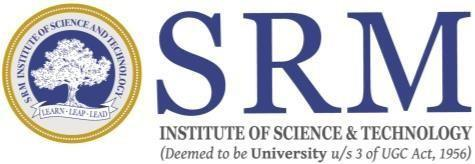 SRM INSTITUTE OF SCIENCE AND TECHNOLOGY
LEARN - LEAP - LEAD
SRM
INSTITUTE OF SCIENCE & TECHNOLOGY
(Deemed to be University u/s 3 of UGC Act, 1956)